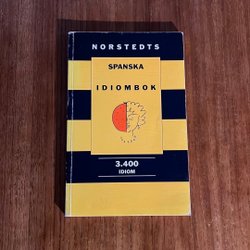 NORSTEDTS
SPANSKA
IDIOMBOK
3.400
IDIOM